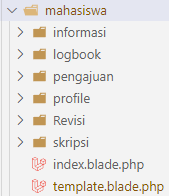 mahasiswa
informasi
logbook
pengajuan
profile
Revisi
skripsi
index.blade.php
template.blade.php